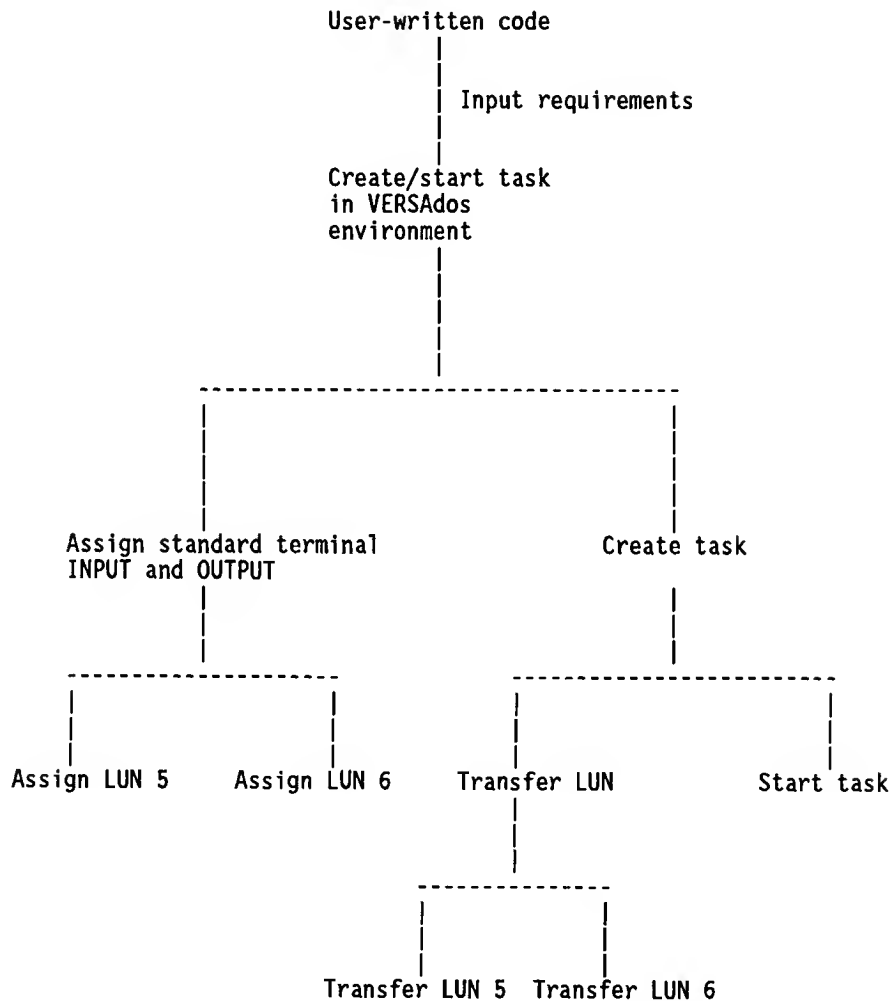 User-written code
Input requirements
Create/start task
in VERSAdos
environment
Assign standard terminal
INPUT and OUTPUT
Create task
Assign LUN 5
Assign LUN 6
Transfer LUN
Start task
Transfer LUN 5
Transfer LUN 6